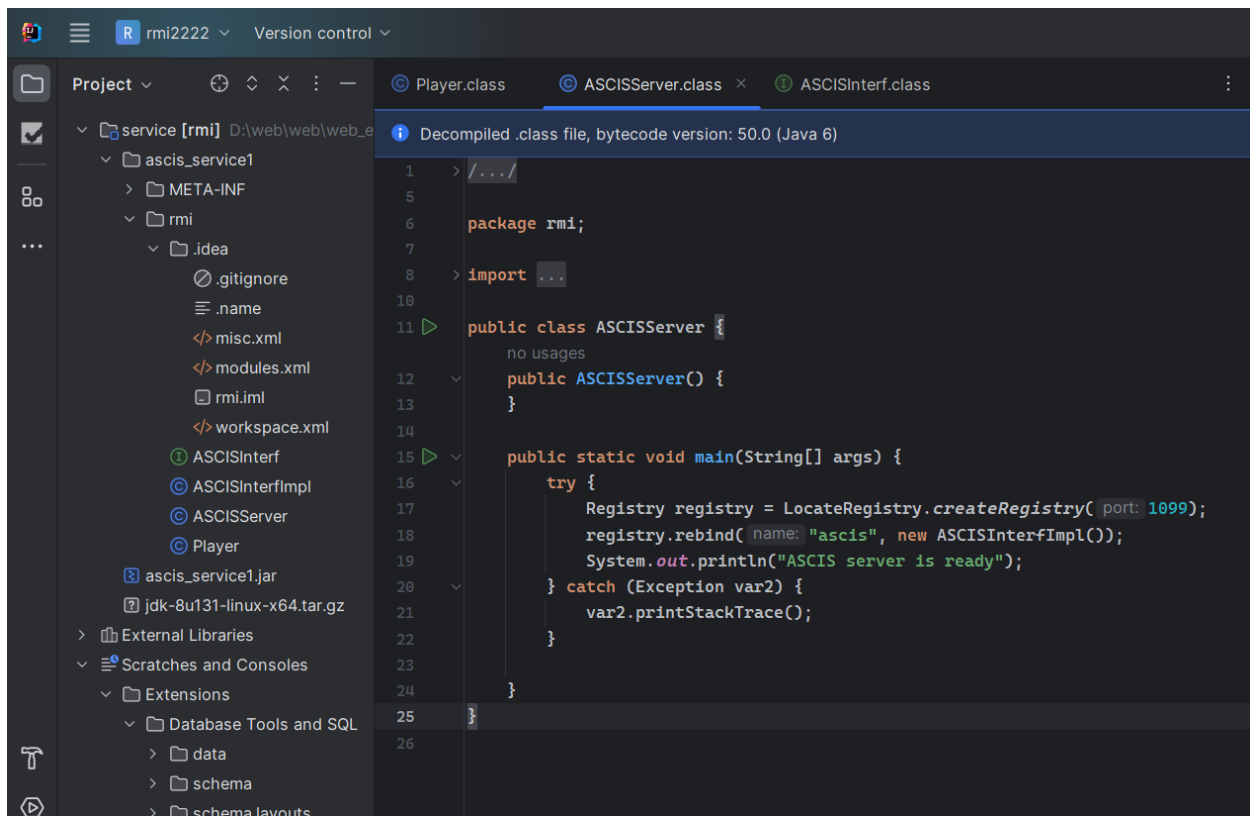 R rmi2222 Version control
Project
Player.class
ASCISServer.class
ASCISInterf.class
service [rmi] D:\web\web\web_e
ascis_service1
META-INF
rmi
.idea
.gitignore
.name
misc.xml
modules.xml
rmi.iml
workspace.xml
ASCISInterf
ASCISInterfImpl
ASCISServer
Player
ascis_service1.jar
jdk-8u131-linux-x64.tar.gz
External Libraries
Scratches and Consoles
Extensions
Database Tools and SQL
data
schema
schema layouts
Decompiled .class file, bytecode version: 50.0 (Java 6)
1 /.../
5
6 package rmi;
7
8 import ...
10
11 public class ASCISServer {
no usages
12 public ASCISServer() {
13 }
14
15 public static void main(String[] args) {
16 try {
17 Registry registry = LocateRegistry.createRegistry( port: 1099);
18 registry.rebind( name: "ascis", new ASCISInterfImpl());
19 System.out.println("ASCIS server is ready");
20 } catch (Exception var2) {
21 var2.printStackTrace();
22 }
23
24 }
25 }
26